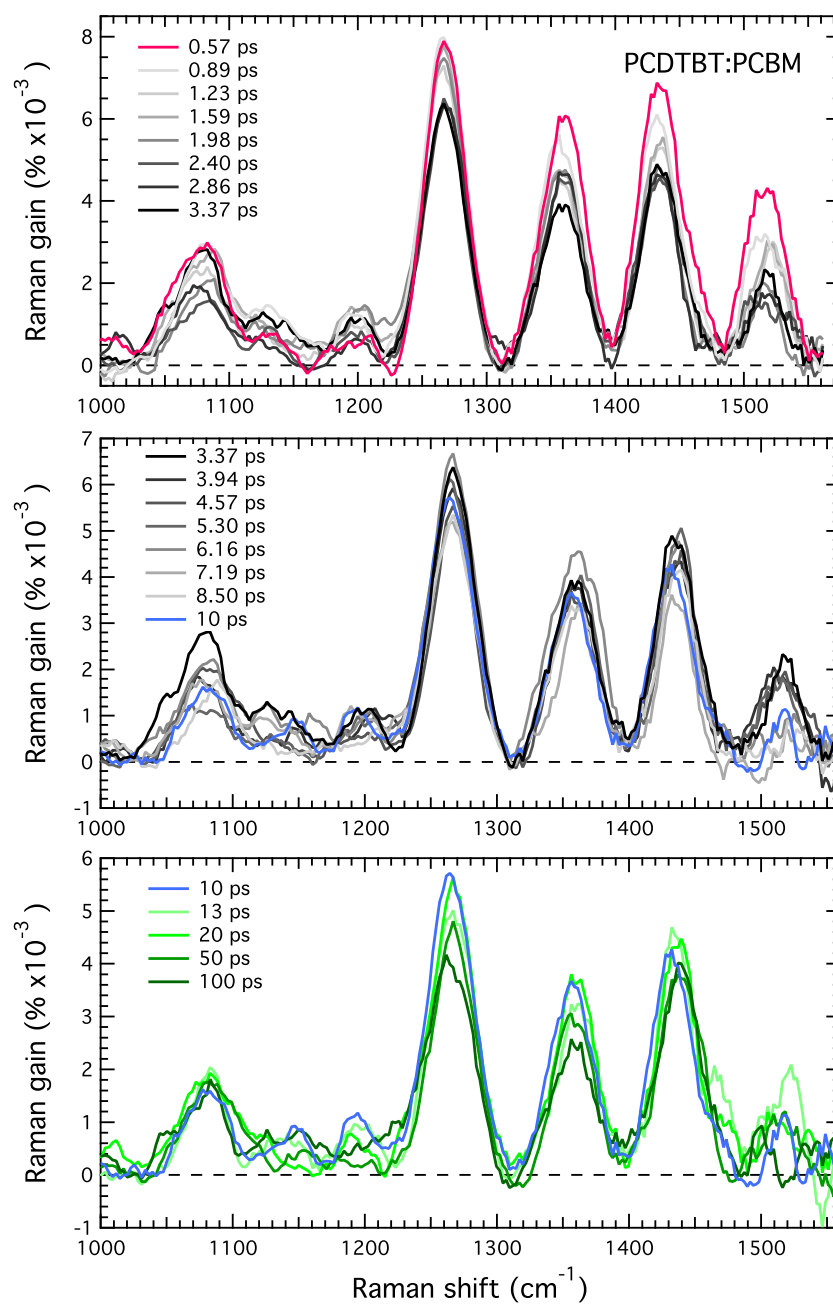 8
6
4
2
0
Raman gain (% x10⁻³)
0.57 ps
0.89 ps
1.23 ps
1.59 ps
1.98 ps
2.40 ps
2.86 ps
3.37 ps
PCDTBT:PCBM
1000 1100 1200 1300 1400 1500
7
6
5
4
3
2
1
0
-1
Raman gain (% x10⁻³)
3.37 ps
3.94 ps
4.57 ps
5.30 ps
6.16 ps
7.19 ps
8.50 ps
10 ps
1000 1100 1200 1300 1400 1500
6
5
4
3
2
1
0
-1
Raman gain (% x10⁻³)
10 ps
13 ps
20 ps
50 ps
100 ps
1000 1100 1200 1300 1400 1500
Raman shift (cm⁻¹)